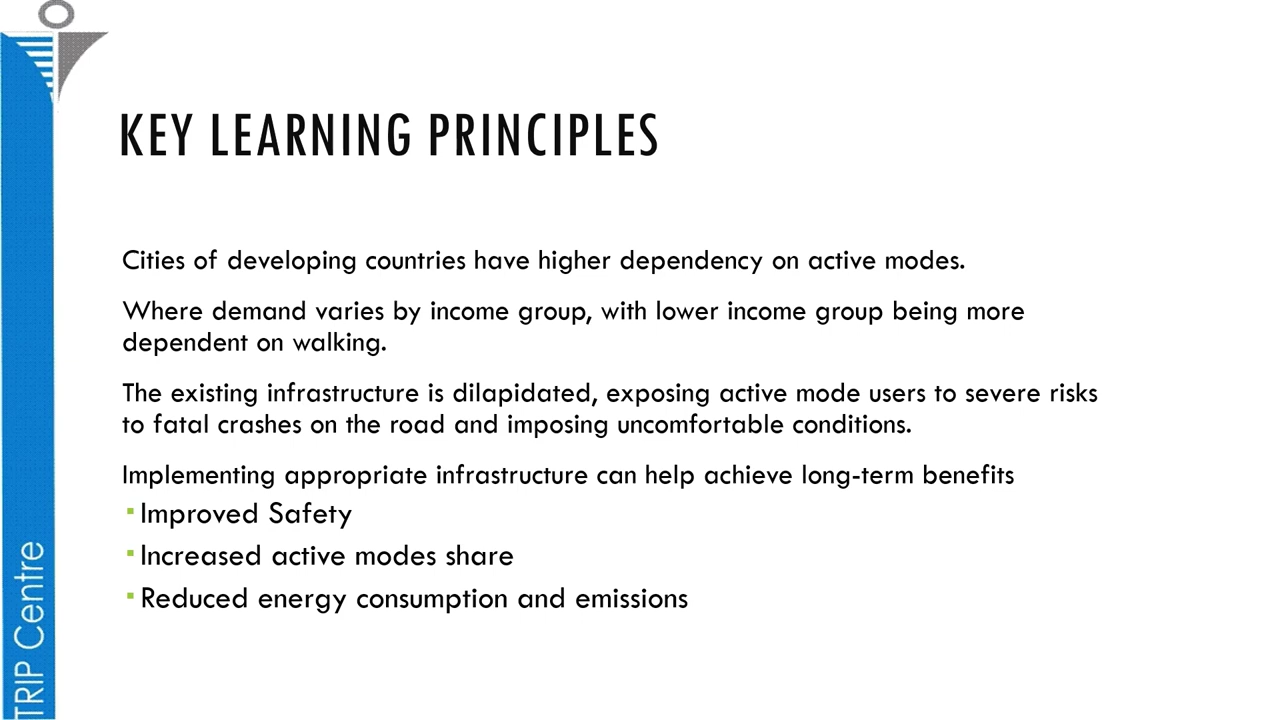 KEY LEARNING PRINCIPLES
Cities of developing countries have higher dependency on active modes.
Where demand varies by income group, with lower income group being more
dependent on walking.
The existing infrastructure is dilapidated, exposing active mode users to severe risks
to fatal crashes on the road and imposing uncomfortable conditions.
Implementing appropriate infrastructure can help achieve long-term benefits
▪ Improved Safety
▪ Increased active modes share
▪ Reduced energy consumption and emissions
TRIP Centre